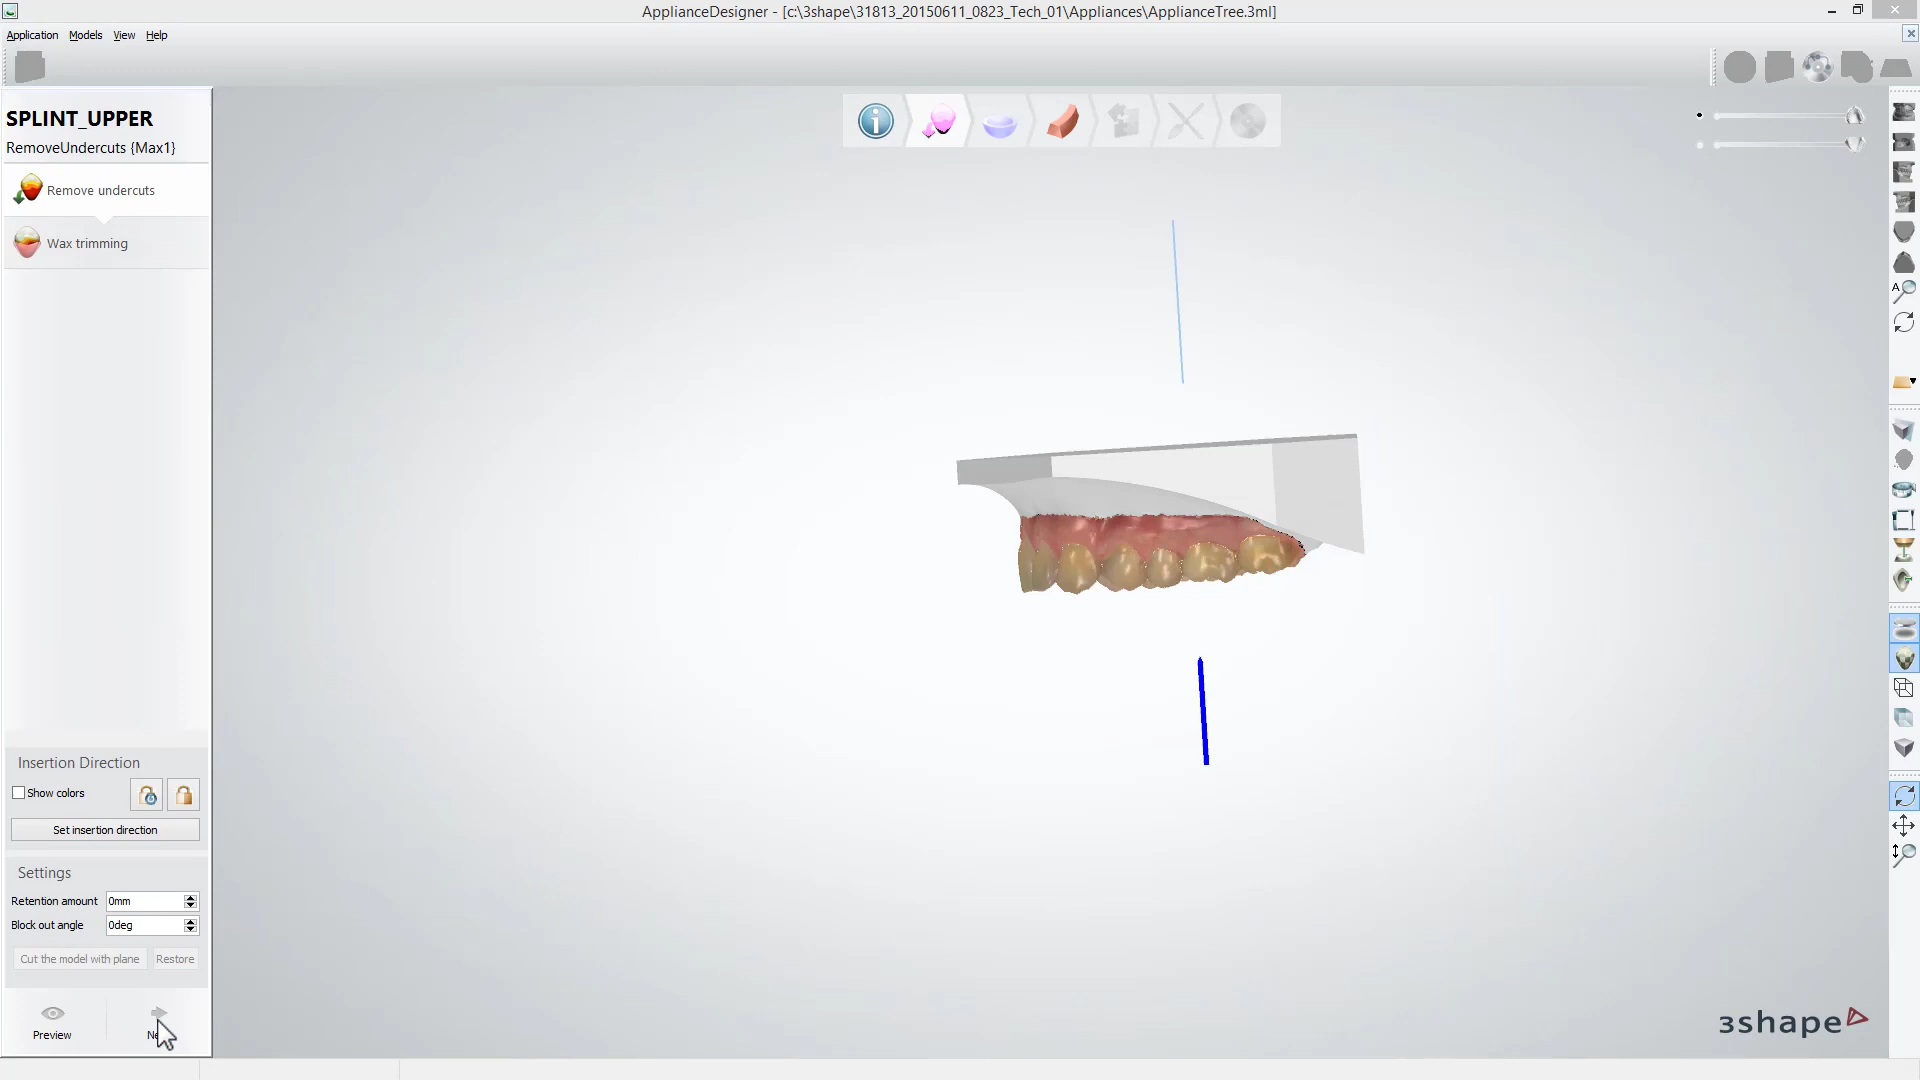 ApplianceDesigner - [c:\3shape\31813_20150611_0823_Tech_01\Appliances\ApplianceTree.3ml]
Application Models View Help
SPLINT_UPPER
RemoveUndercuts {Max1}
Remove undercuts
Wax trimming
A
Insertion Direction
Show colors
Set insertion direction
Settings
Retention amount 0mm
Block out angle 0deg
Cut the model with plane Restore
Preview
3shape